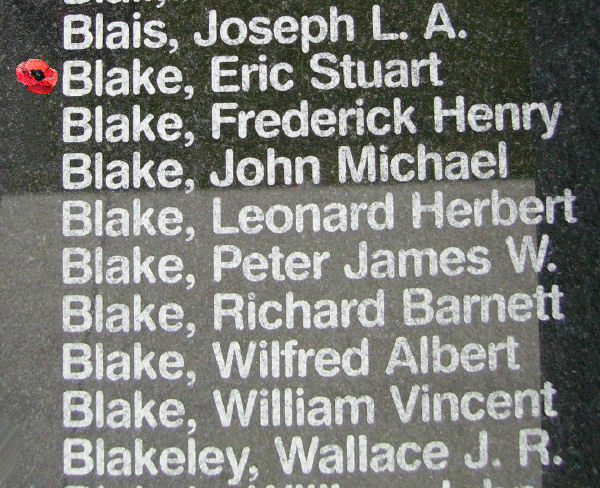 Blais, Joseph L. A.
Blake, Eric Stuart
Blake, Frederick Henry
Blake, John Michael
Blake, Leonard Herbert
Blake, Peter James W.
Blake, Richard Barnett
Blake, Wilfred Albert
Blake, William Vincent
Blakeley, Wallace J. R.